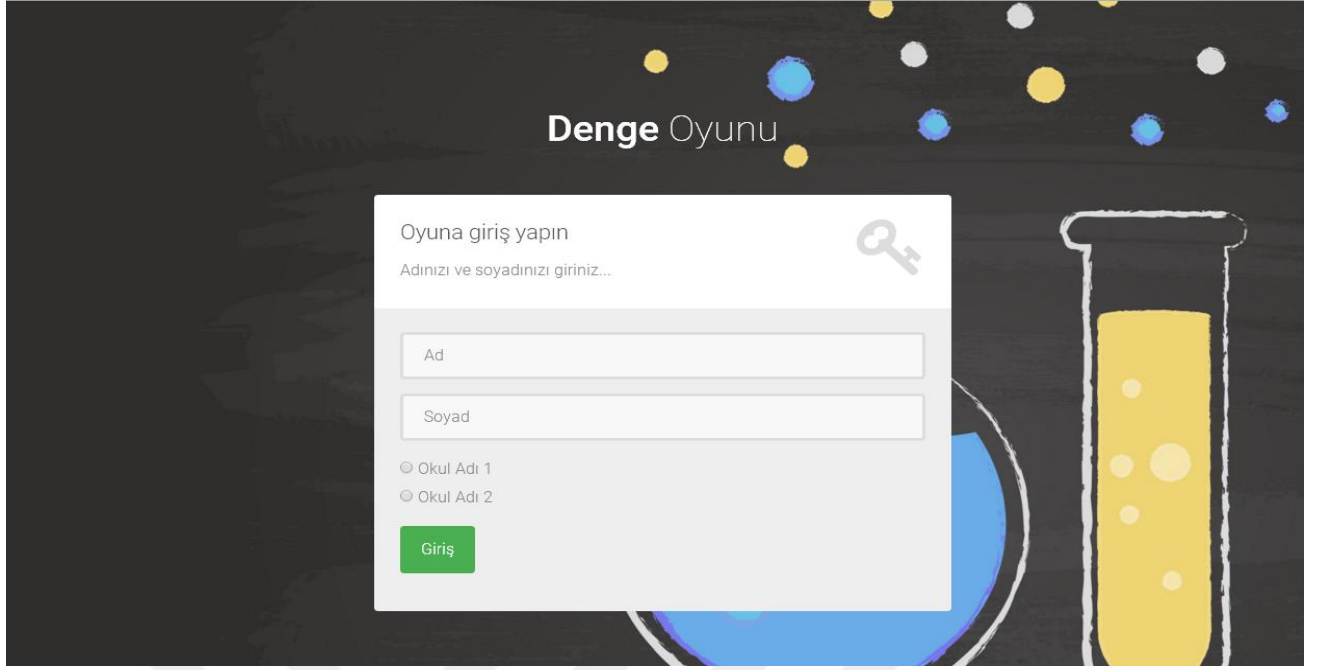 Denge Oyunu
Oyuna giriş yapın
Adınızı ve soyadınızı giriniz...
Ad
Soyad
Okul Adı 1
Okul Adı 2
Giriş